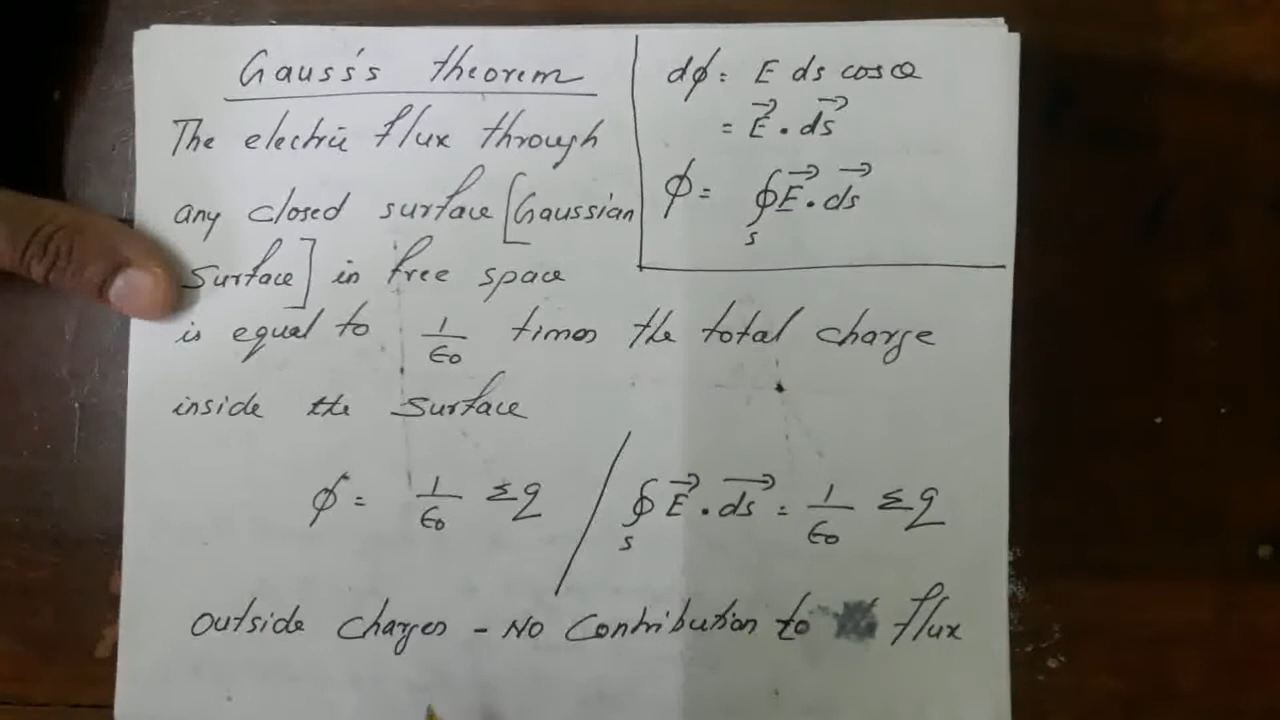 Gauss's theorem
The electric flux through
any closed surface [Gaussian
Surface] in free space
is equal to 1/ϵ0 times the total charge
inside the Surface
ϕ = 1/ϵ0 Σq / ∮s E⃗ . ds⃗ = 1/ϵ0 Σq
Outside Charges - No Contribution to flux
dϕ = E ds cosθ
= E⃗ . ds⃗
ϕ = ∮s E⃗ . ds⃗